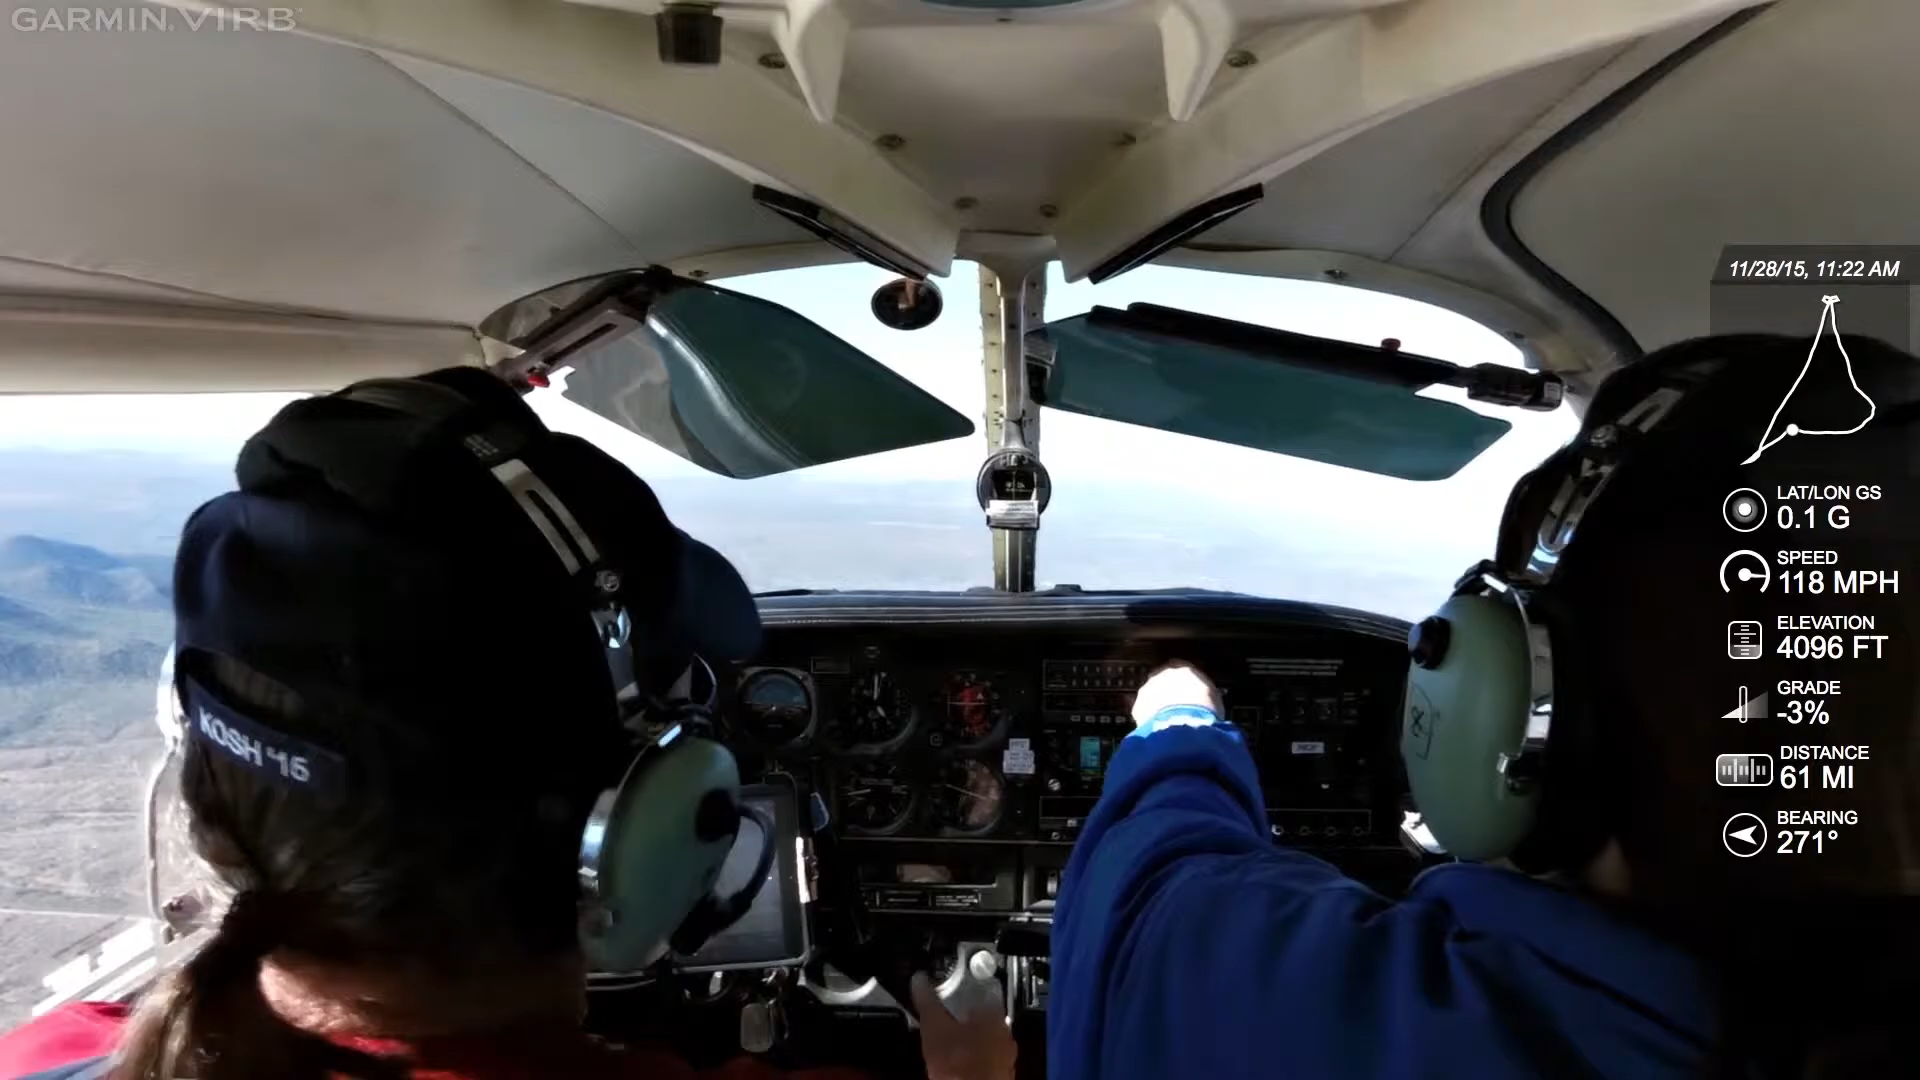 GARMIN.VIRB
11/28/15, 11:22 AM
LAT/LON GS
0.1 G
SPEED
118 MPH
ELEVATION
4096 FT
GRADE
-3%
DISTANCE
61 MI
BEARING
271°
KOSH '15